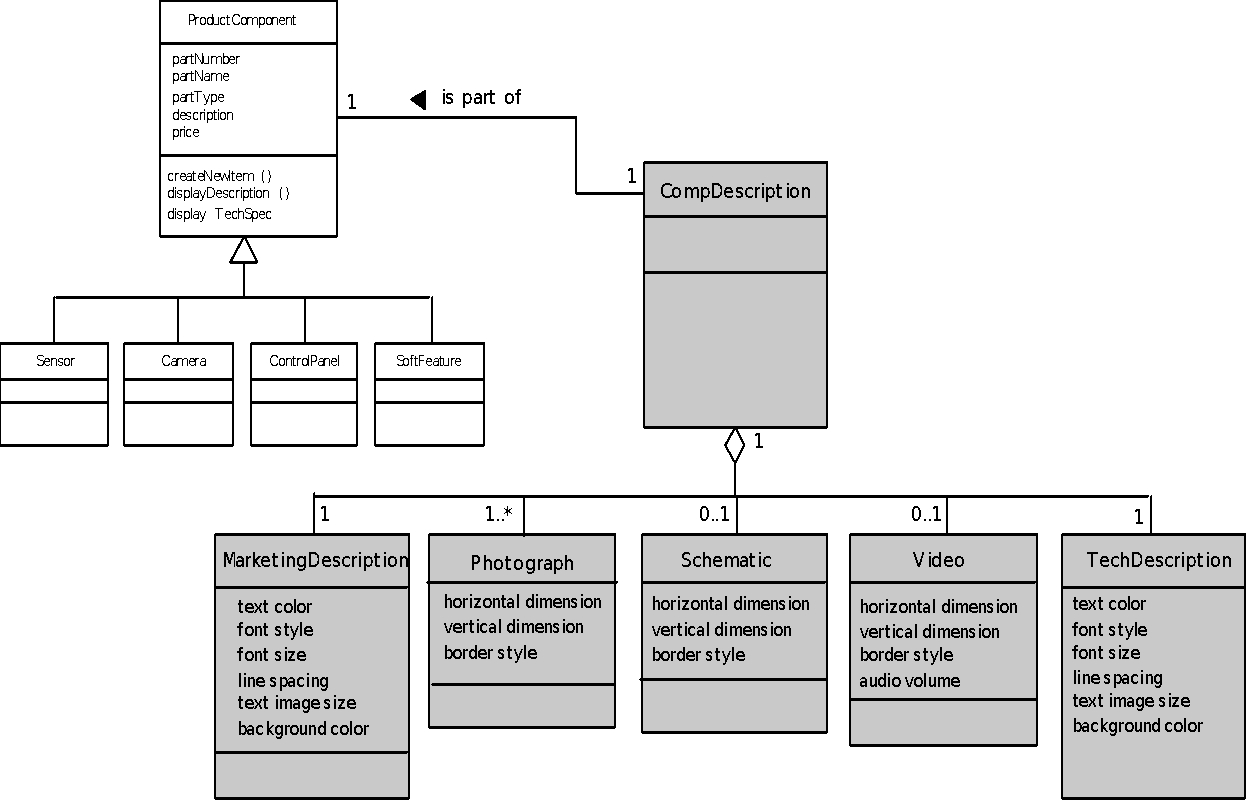 ProductComponent
partNumber
partName
partType
description
price
createNewItem ( )
displayDescription ( )
display TechSpec
1
is part of
1
CompDescription
Sensor
Camera
ControlPanel
SoftFeature
1
1
1..*
0..1
0..1
1
MarketingDescription
text color
font style
font size
line spacing
text image size
background color
Photograph
horizontal dimension
vertical dimension
border style
Schematic
horizontal dimension
vertical dimension
border style
Video
horizontal dimension
vertical dimension
border style
audio volume
TechDescription
text color
font style
font size
line spacing
text image size
background color